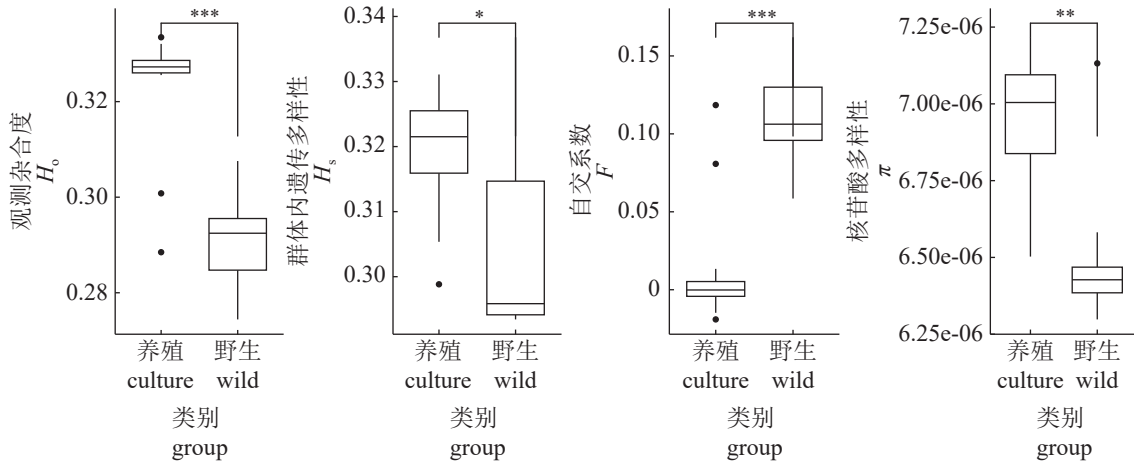 ***
0.32
0.30
0.28
观测杂合度
Hₒ
养殖 野生
culture wild
类别
group
*
0.34
0.33
0.32
0.31
0.30
群体内遗传多样性
Hₛ
养殖 野生
culture wild
类别
group
***
0.15
0.10
0.05
0
自交系数
F
养殖 野生
culture wild
类别
group
**
7.25e-06
7.00e-06
6.75e-06
6.50e-06
6.25e-06
核苷酸多样性
π
养殖 野生
culture wild
类别
group